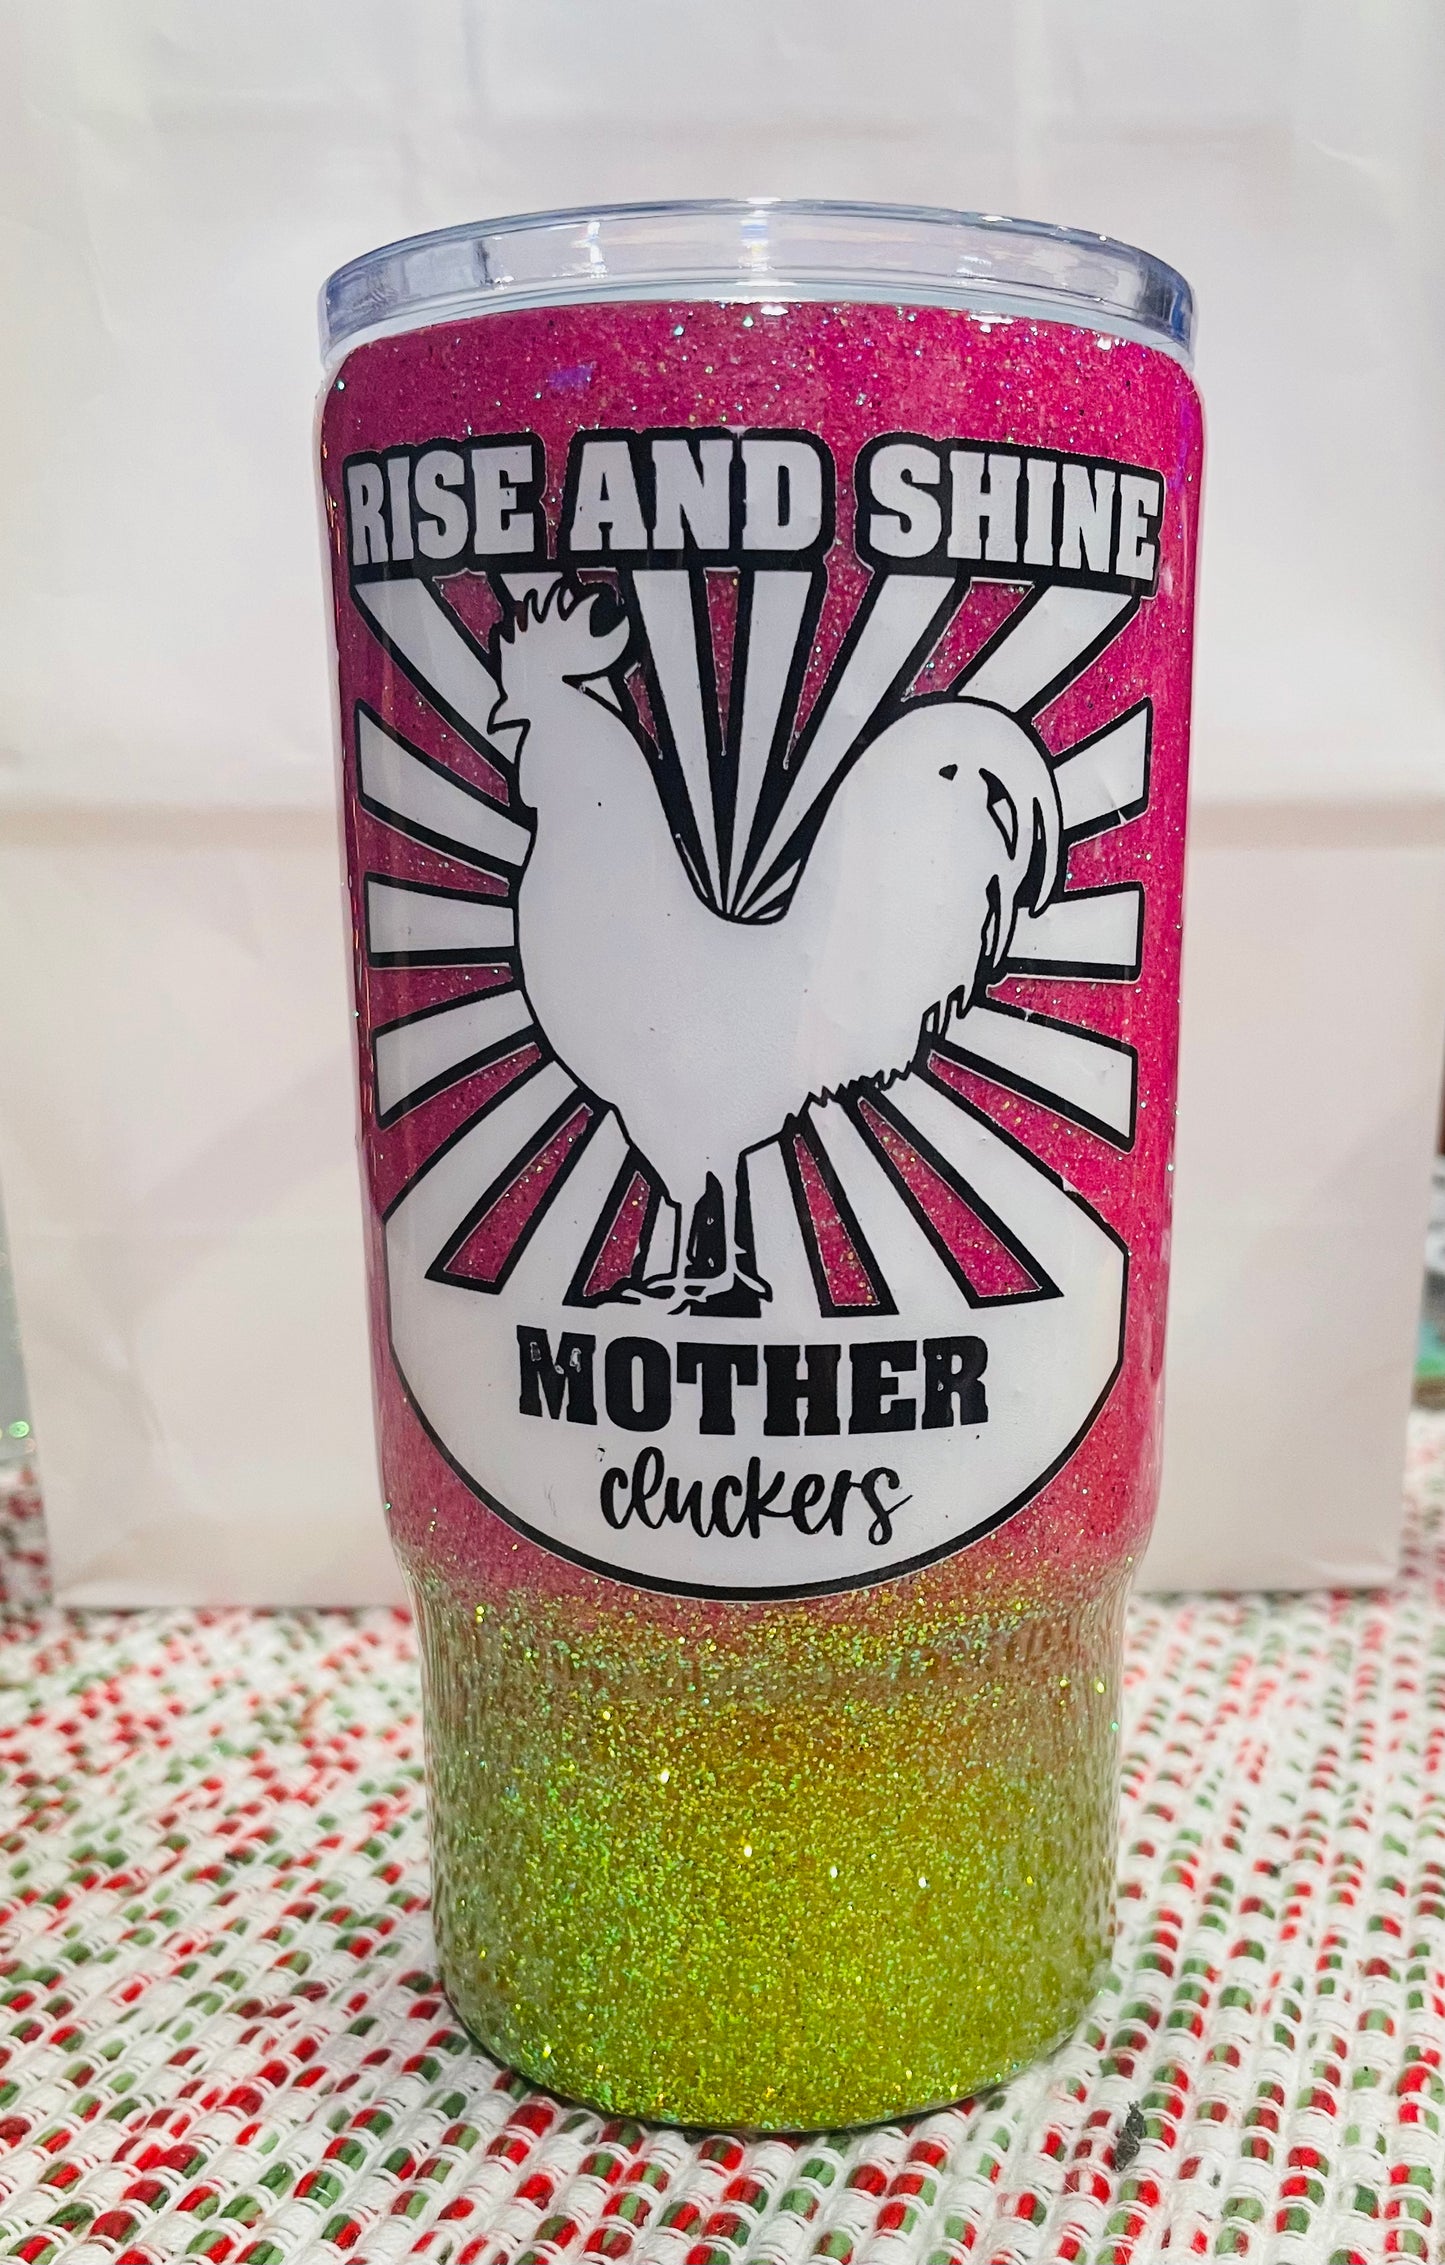 RISE AND SHINE
MOTHER
cluckers